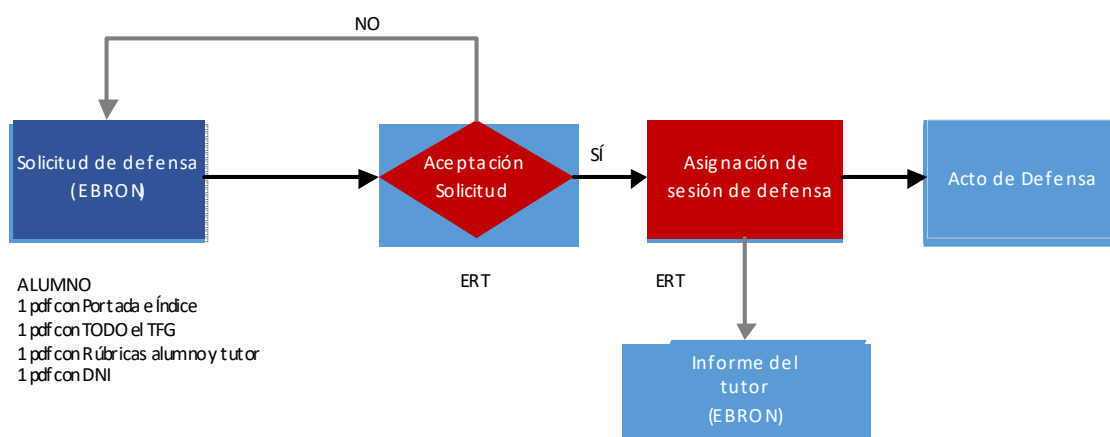 NO
Solicitud de defensa
(EBRON)
Aceptación
Solicitud
SÍ
Asignación de
sesión de defensa
Acto de Defensa
ALUMNO
1 pdf con Portada e Índice
1 pdf con TODO el TFG
1 pdf con Rúbricas alumno y tutor
1 pdf con DNI
ERT
ERT
Informe del
tutor
(EBRON)